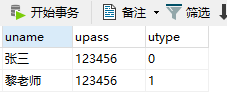 开始事务 备注 筛选
uname upass utype
张三 123456 0
黎老师 123456 1